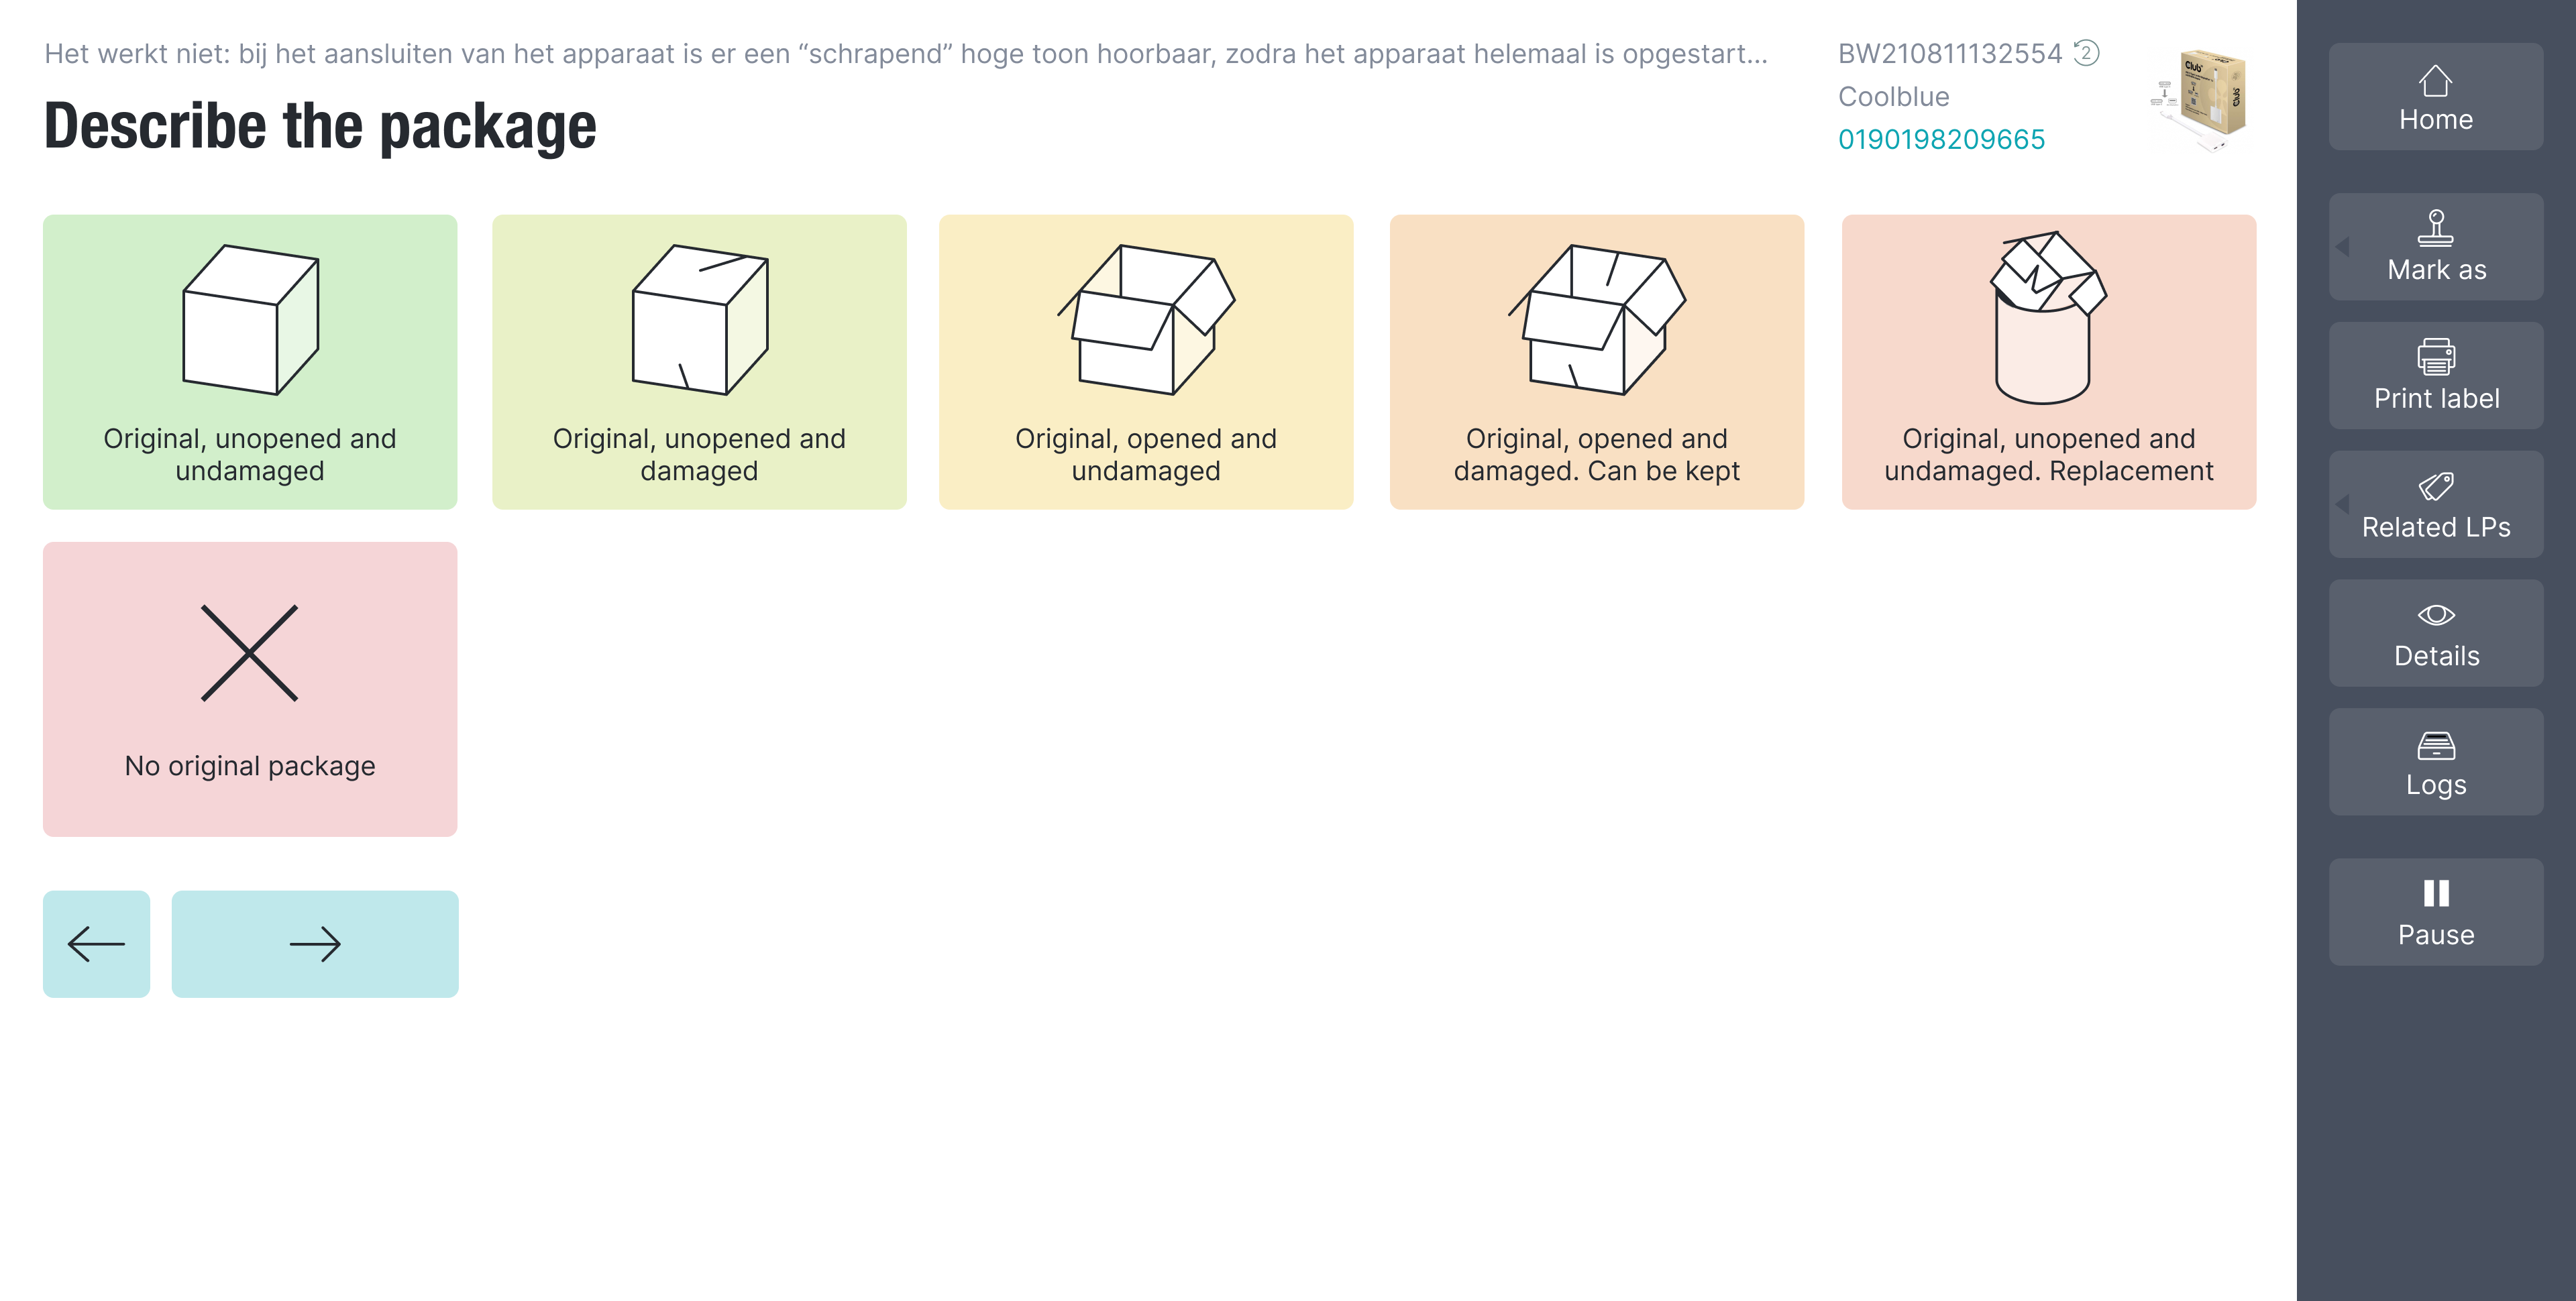 Het werkt niet: bij het aansluiten van het apparaat is er een “schrapend” hoge toon hoorbaar, zodra het apparaat helemaal is opgestart...
Describe the package
BW210811132554 2
Coolblue
0190198209665
Club
Club
Original, unopened and
undamaged
Original, unopened and
damaged
Original, opened and
undamaged
Original, opened and
damaged. Can be kept
Original, unopened and
undamaged. Replacement
No original package
Home
Mark as
Print label
Related LPs
Details
Logs
Pause